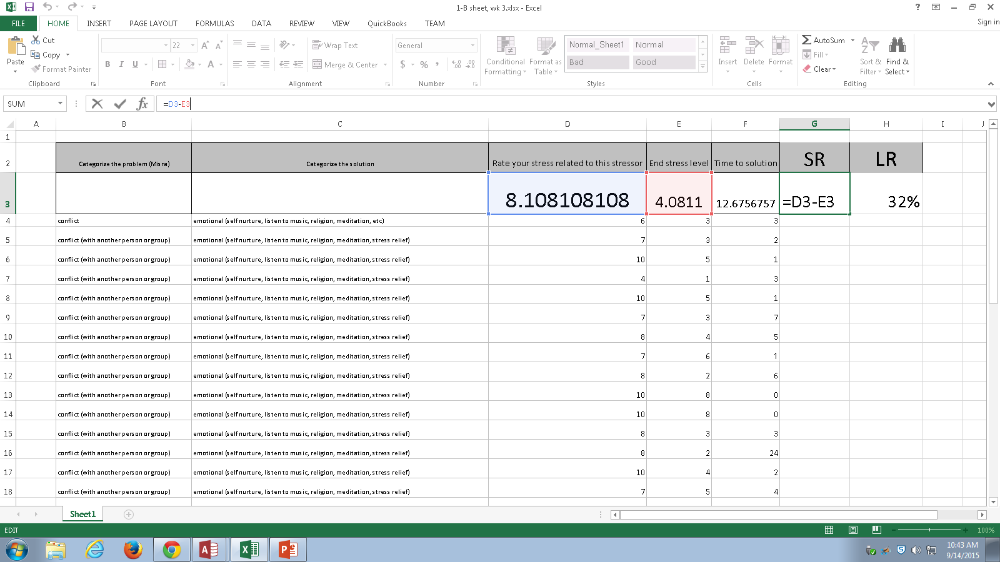 1-B sheet, wk 3.xlsx - Excel
?
FILE HOME INSERT PAGE LAYOUT FORMULAS DATA REVIEW VIEW QuickBooks TEAM Sign in
Paste
Cut
Copy
Format Painter
Clipboard
22 A A
B I U A
Font
Wrap Text
Merge & Center
Alignment
General
$ % ,
Number
Conditional Formatting
Format as Table
Normal_Sheet1 Normal
Bad Good
Styles
Insert Delete Format
Cells
AutoSum
Fill
Clear
Sort & Filter
Find & Select
Editing
SUM fx =D3-E3
A B C D E F G H I J
1
2 Categorize the problem (Misra) Categorize the solution Rate your stress related to this stressor End stress level Time to solution SR LR
3 8.108108108 4.0811 12.6756757 =D3-E3 32%
4 conflict emotional (self nurture, listen to music, religion, meditation, etc) 6 3 3
5 conflict (with another person or group) emotional (self nurture, listen to music, religion, meditation, stress relief) 7 3 2
6 conflict (with another person or group) emotional (self nurture, listen to music, religion, meditation, stress relief) 10 5 1
7 conflict (with another person or group) emotional (self nurture, listen to music, religion, meditation, stress relief) 4 1 3
8 conflict (with another person or group) emotional (self nurture, listen to music, religion, meditation, stress relief) 10 5 1
9 conflict (with another person or group) emotional (self nurture, listen to music, religion, meditation, stress relief) 7 3 7
10 conflict (with another person or group) emotional (self nurture, listen to music, religion, meditation, stress relief) 8 4 5
11 conflict (with another person or group) emotional (self nurture, listen to music, religion, meditation, stress relief) 7 6 1
12 conflict (with another person or group) emotional (self nurture, listen to music, religion, meditation, stress relief) 8 2 6
13 conflict (with another person or group) emotional (self nurture, listen to music, religion, meditation, stress relief) 10 8 0
14 conflict (with another person or group) emotional (self nurture, listen to music, religion, meditation, stress relief) 10 8 0
15 conflict (with another person or group) emotional (self nurture, listen to music, religion, meditation, stress relief) 8 3 3
16 conflict (with another person or group) emotional (self nurture, listen to music, religion, meditation, stress relief) 8 2 24
17 conflict (with another person or group) emotional (self nurture, listen to music, religion, meditation, stress relief) 10 4 2
18 conflict (with another person or group) emotional (self nurture, listen to music, religion, meditation, stress relief) 7 5 4
Sheet1
EDIT 100%
10:43 AM
9/14/2015